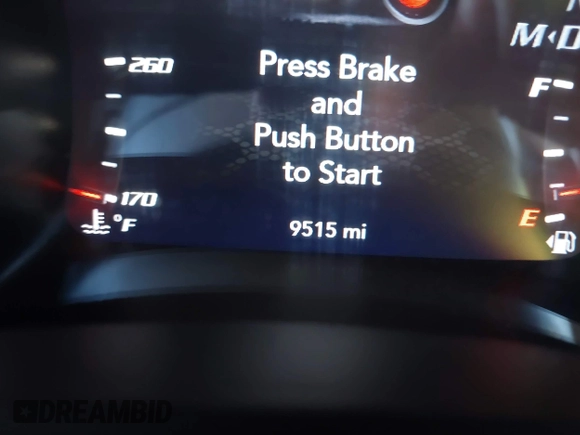 M◂D
260
Press Brake
and
Push Button
to Start
F
170
°F
9515 mi
E
DREAMBID